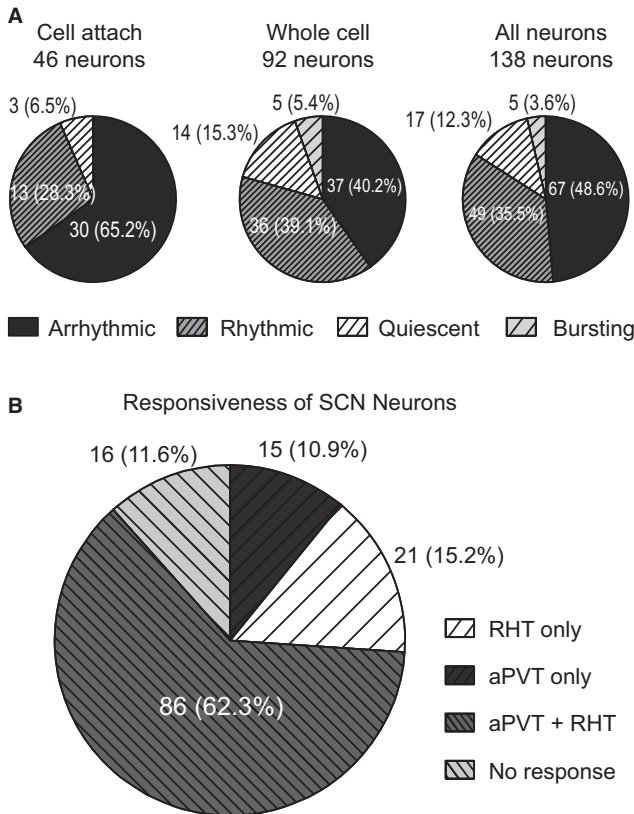 A
Cell attach
46 neurons
Whole cell
92 neurons
All neurons
138 neurons
3 (6.5%)
13 (28.3%)
30 (65.2%)
5 (5.4%)
14 (15.3%)
37 (40.2%)
36 (39.1%)
5 (3.6%)
17 (12.3%)
67 (48.6%)
49 (35.5%)
Arrhythmic
Rhythmic
Quiescent
Bursting
B
Responsiveness of SCN Neurons
16 (11.6%)
15 (10.9%)
21 (15.2%)
86 (62.3%)
RHT only
aPVT only
aPVT + RHT
No response